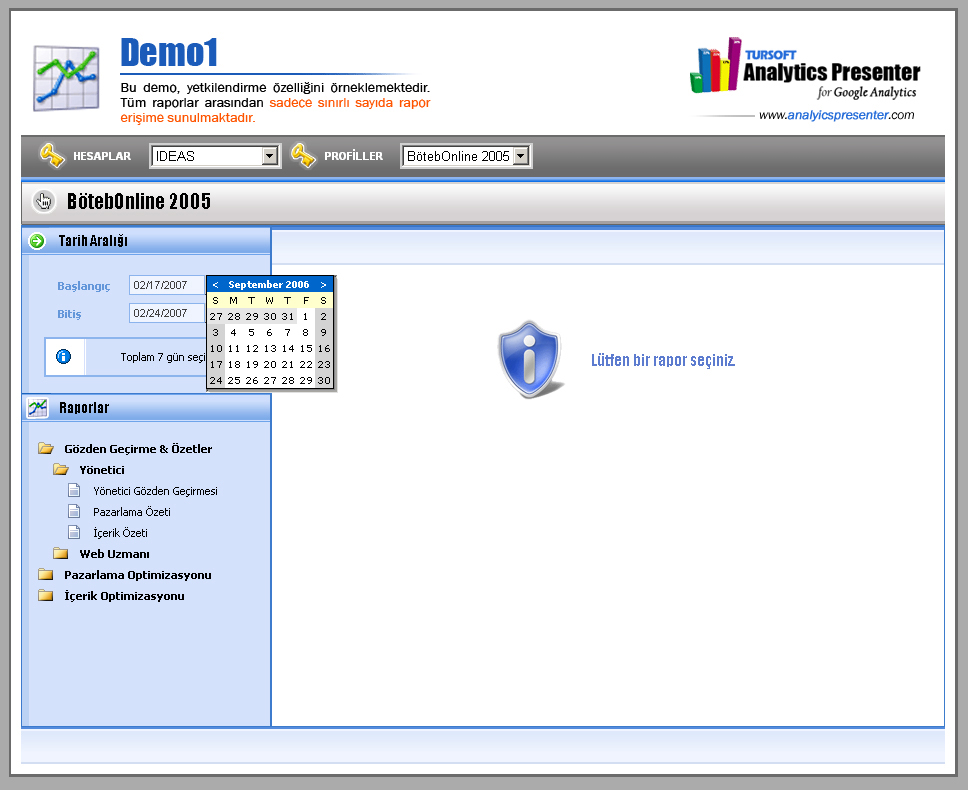 Demo1
Bu demo, yetkilendirme özelliğini örneklemektedir.
Tüm raporlar arasından sadece sınırlı sayıda rapor
erişime sunulmaktadır.
TURSOFT
Analytics Presenter
for Google Analytics
www.analyicspresenter.com
HESAPLAR IDEAS PROFİLLER BötebOnline 2005
BötebOnline 2005
Tarih Aralığı
Başlangıç 02/17/2007
Bitiş 02/24/2007
Toplam 7 gün seçi
< September 2006 >
S M T W T F S
27 28 29 30 31 1 2
3 4 5 6 7 8 9
10 11 12 13 14 15 16
17 18 19 20 21 22 23
24 25 26 27 28 29 30
Lütfen bir rapor seçiniz.
Raporlar
Gözden Geçirme & Özetler
Yönetici
Yönetici Gözden Geçirmesi
Pazarlama Özeti
İçerik Özeti
Web Uzmanı
Pazarlama Optimizasyonu
İçerik Optimizasyonu